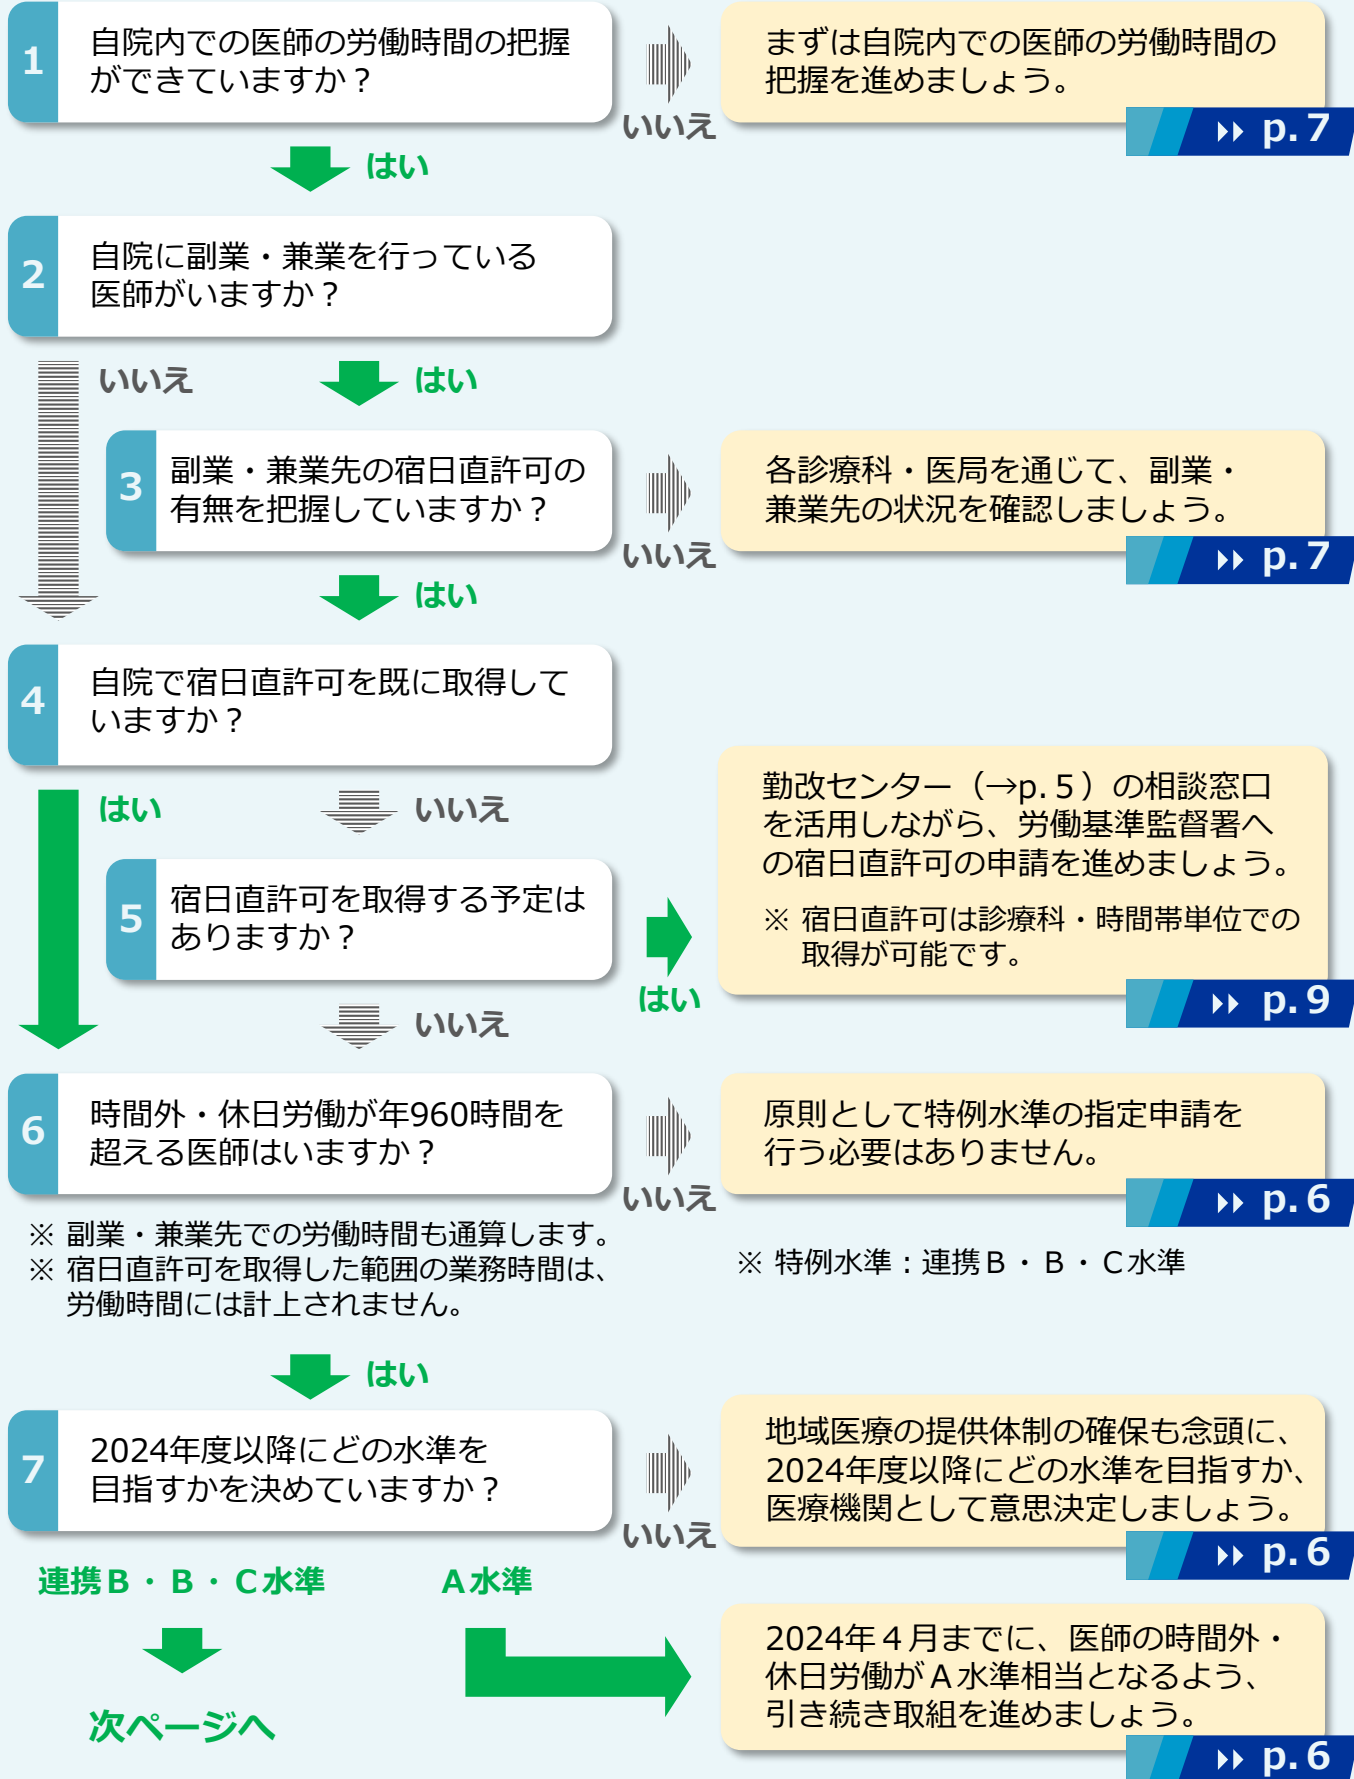 1
自院内での医師の労働時間の把握
ができていますか？
いいえ
まずは自院内での医師の労働時間の
把握を進めましょう。
p.7
はい
2
自院に副業・兼業を行っている
医師がいますか？
いいえ
はい
3
副業・兼業先の宿日直許可の
有無を把握していますか？
いいえ
各診療科・医局を通じて、副業・
兼業先の状況を確認しましょう。
p.7
はい
4
自院で宿日直許可を既に取得して
いますか？
はい
いいえ
5
宿日直許可を取得する予定は
ありますか？
はい
勤改センター（→p.５）の相談窓口
を活用しながら、労働基準監督署へ
の宿日直許可の申請を進めましょう。
※ 宿日直許可は診療科・時間帯単位での
取得が可能です。
p.9
いいえ
6
時間外・休日労働が年960時間を
超える医師はいますか？
いいえ
原則として特例水準の指定申請を
行う必要はありません。
p.6
※ 副業・兼業先での労働時間も通算します。
※ 宿日直許可を取得した範囲の業務時間は、
労働時間には計上されません。
※ 特例水準：連携Ｂ・Ｂ・Ｃ水準
はい
7
2024年度以降にどの水準を
目指すかを決めていますか？
いいえ
地域医療の提供体制の確保も念頭に、
2024年度以降にどの水準を目指すか、
医療機関として意思決定しましょう。
p.6
連携Ｂ・Ｂ・Ｃ水準
Ａ水準
次ページへ
2024年４月までに、医師の時間外・
休日労働がＡ水準相当となるよう、
引き続き取組を進めましょう。
p.6